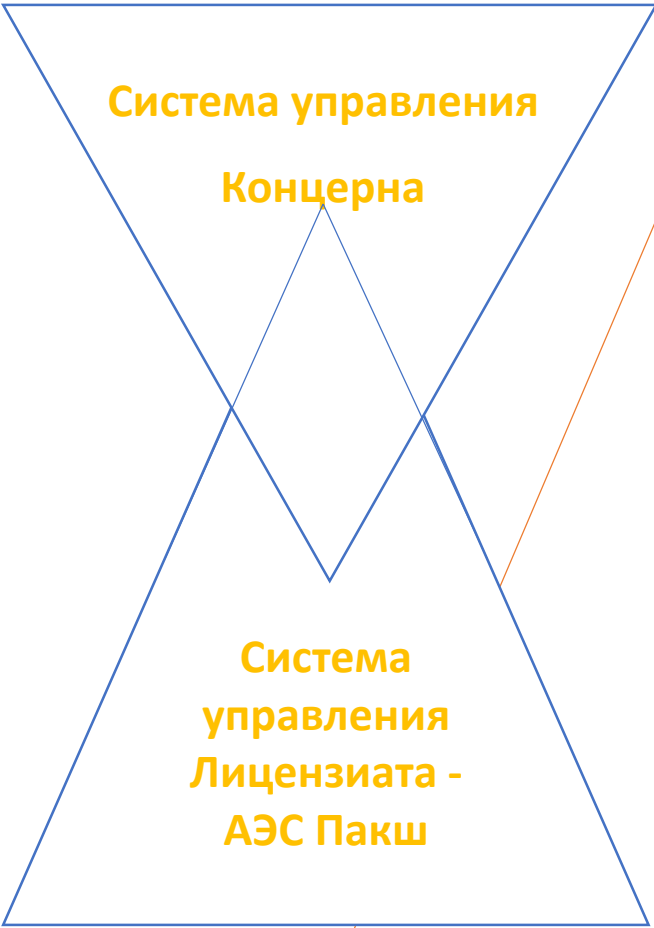 Система управления
Концерна
Система
управления
Лицензиата -
АЭС Пакш